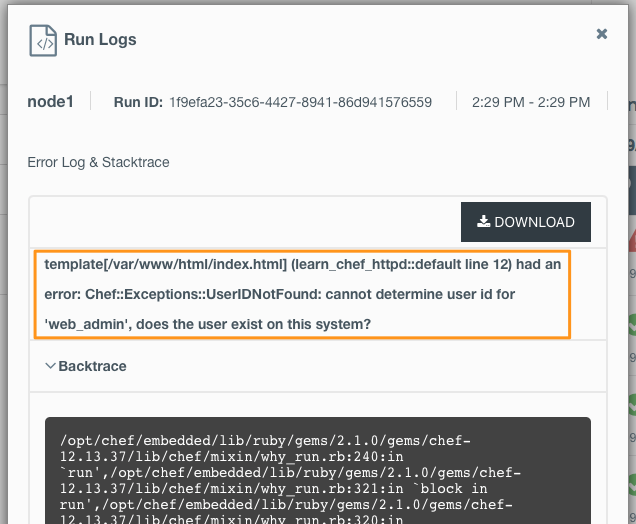 Run Logs
node1 Run ID: 1f9efa23-35c6-4427-8941-86d941576559 2:29 PM - 2:29 PM
Error Log & Stacktrace
DOWNLOAD
template[/var/www/html/index.html] (learn_chef_httpd::default line 12) had an
error: Chef::Exceptions::UserIDNotFound: cannot determine user id for
'web_admin', does the user exist on this system?
Backtrace
/opt/chef/embedded/lib/ruby/gems/2.1.0/gems/chef-
12.13.37/lib/chef/mixin/why_run.rb:240:in
`run',/opt/chef/embedded/lib/ruby/gems/2.1.0/gems/chef-
12.13.37/lib/chef/mixin/why_run.rb:321:in `block in
run',/opt/chef/embedded/lib/ruby/gems/2.1.0/gems/chef-
12.13.37/lib/chef/mixin/why_run.rb:320:in